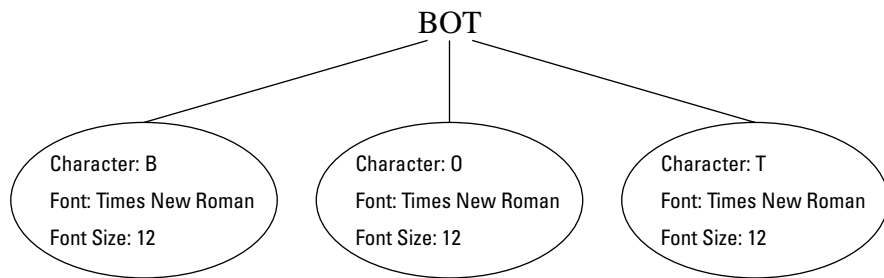 BOT
Character: B
Font: Times New Roman
Font Size: 12
Character: O
Font: Times New Roman
Font Size: 12
Character: T
Font: Times New Roman
Font Size: 12